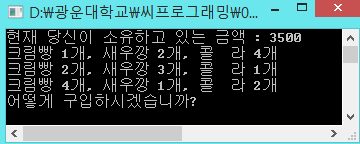 D:\광운대학교\씨프로그래밍\0...
현재 당신이 소유하고 있는 금액 : 3500
크림빵 1개, 새우깡 2개, 콜   라 4개
크림빵 2개, 새우깡 3개, 콜   라 1개
크림빵 4개, 새우깡 1개, 콜   라 2개
어떻게 구입하시겠습니까?